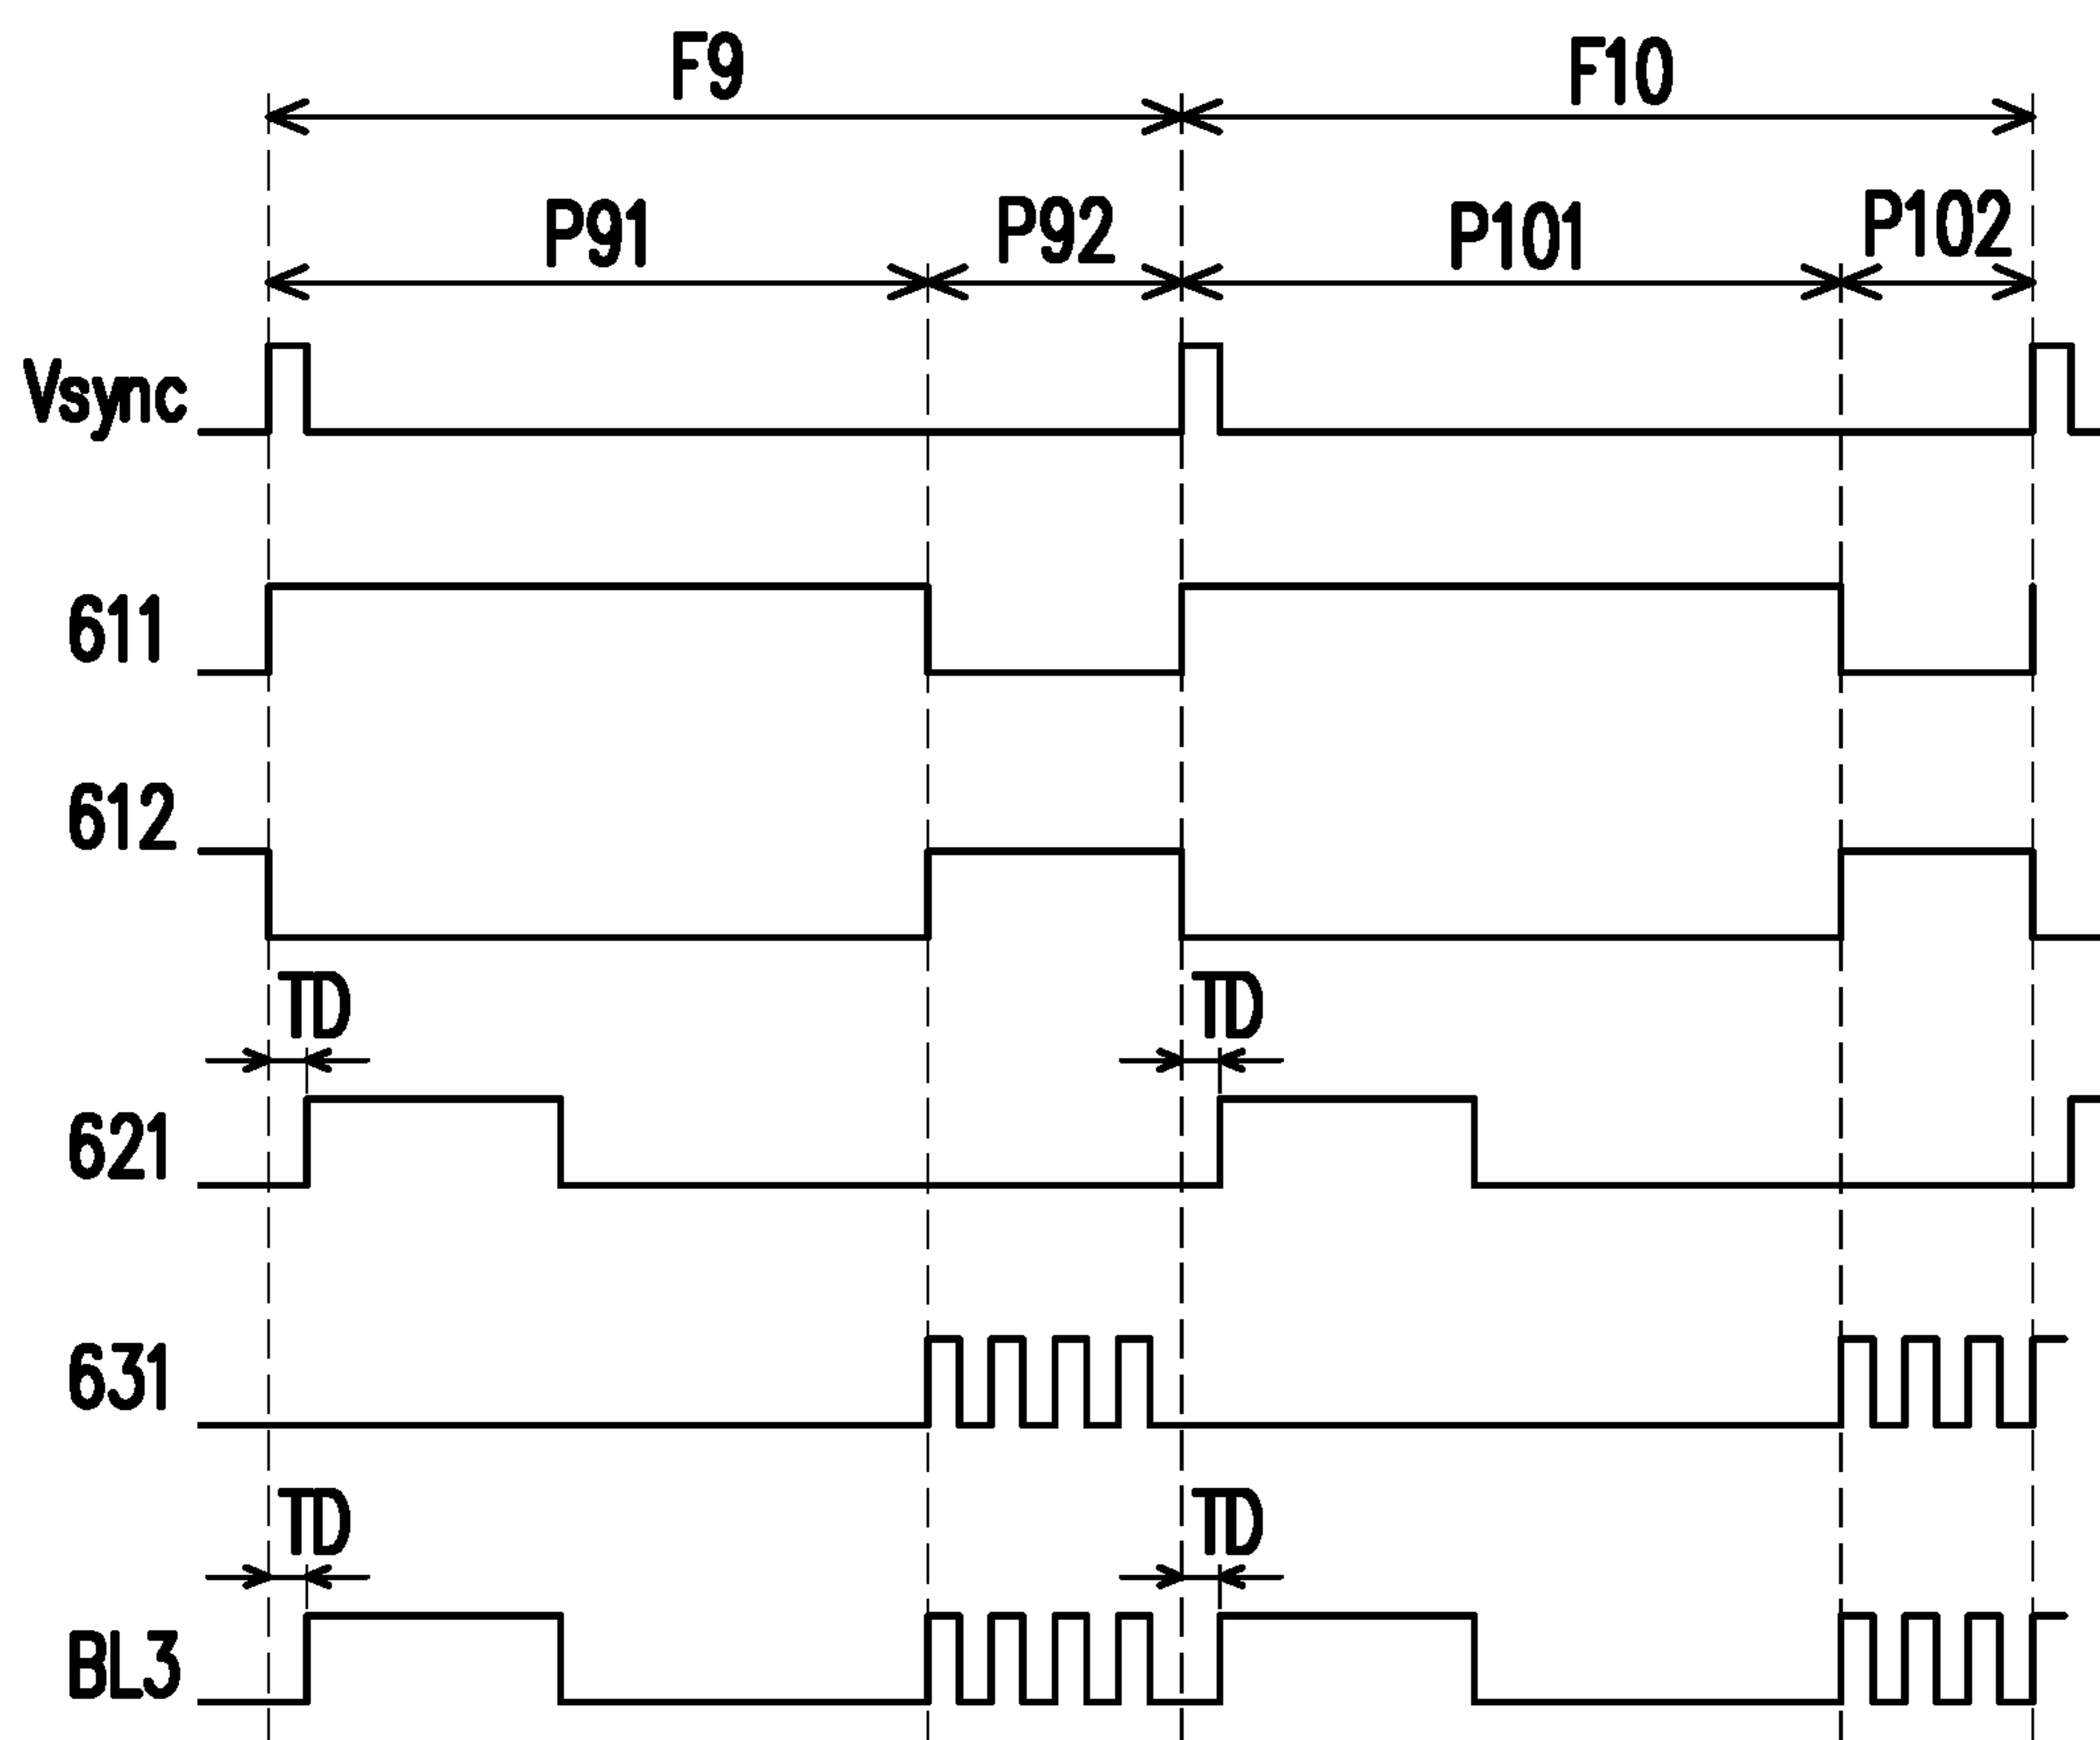 F9 F10
P91 P92 P101 P102
Vsync
611
612
TD TD
621
631
TD TD
BL3